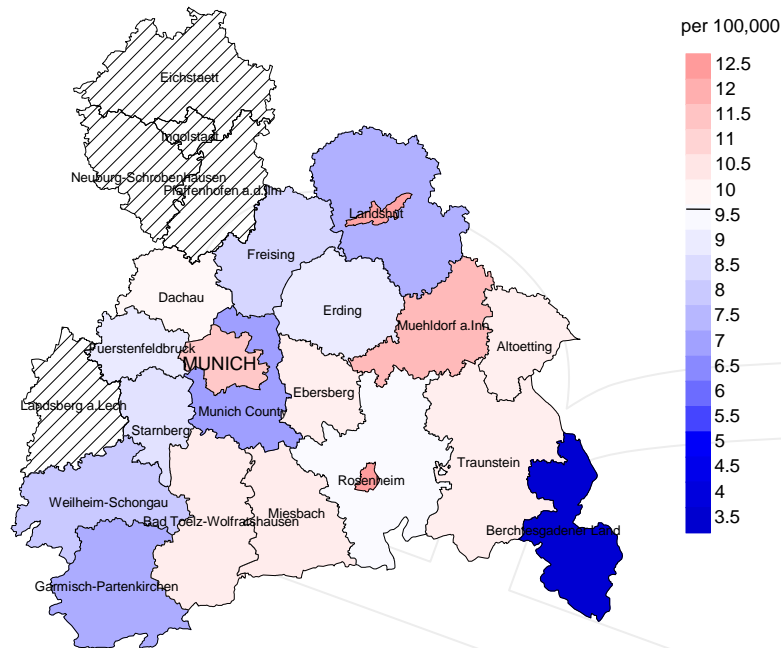 per 100,000
12.5
12
11.5
11
10.5
10
9.5
9
8.5
8
7.5
7
6.5
6
5.5
5
4.5
4
3.5
Eichstaett
Ingolstadt
Neuburg-Schrobenhausen
Pfaffenhofen a.d.Ilm
Landshut
Freising
Dachau
Erding
Muehldorf a.Inn
Altoetting
Fuerstenfeldbruck
MUNICH
Ebersberg
Landsberg a.Lech
Munich County
Starnberg
Traunstein
Rosenheim
Weilheim-Schongau
Miesbach
Bad Toelz-Wolfratshausen
Berchtesgadener Land
Garmisch-Partenkirchen